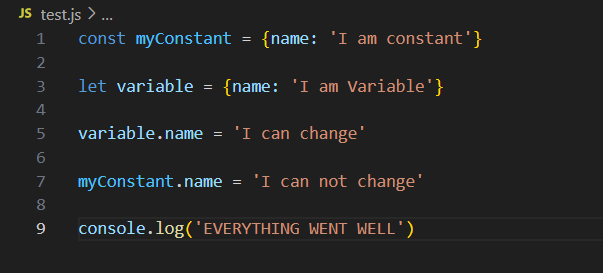 JS test.js > ...
1 const myConstant = {name: 'I am constant'}
2
3 let variable = {name: 'I am Variable'}
4
5 variable.name = 'I can change'
6
7 myConstant.name = 'I can not change'
8
9 console.log('EVERYTHING WENT WELL')